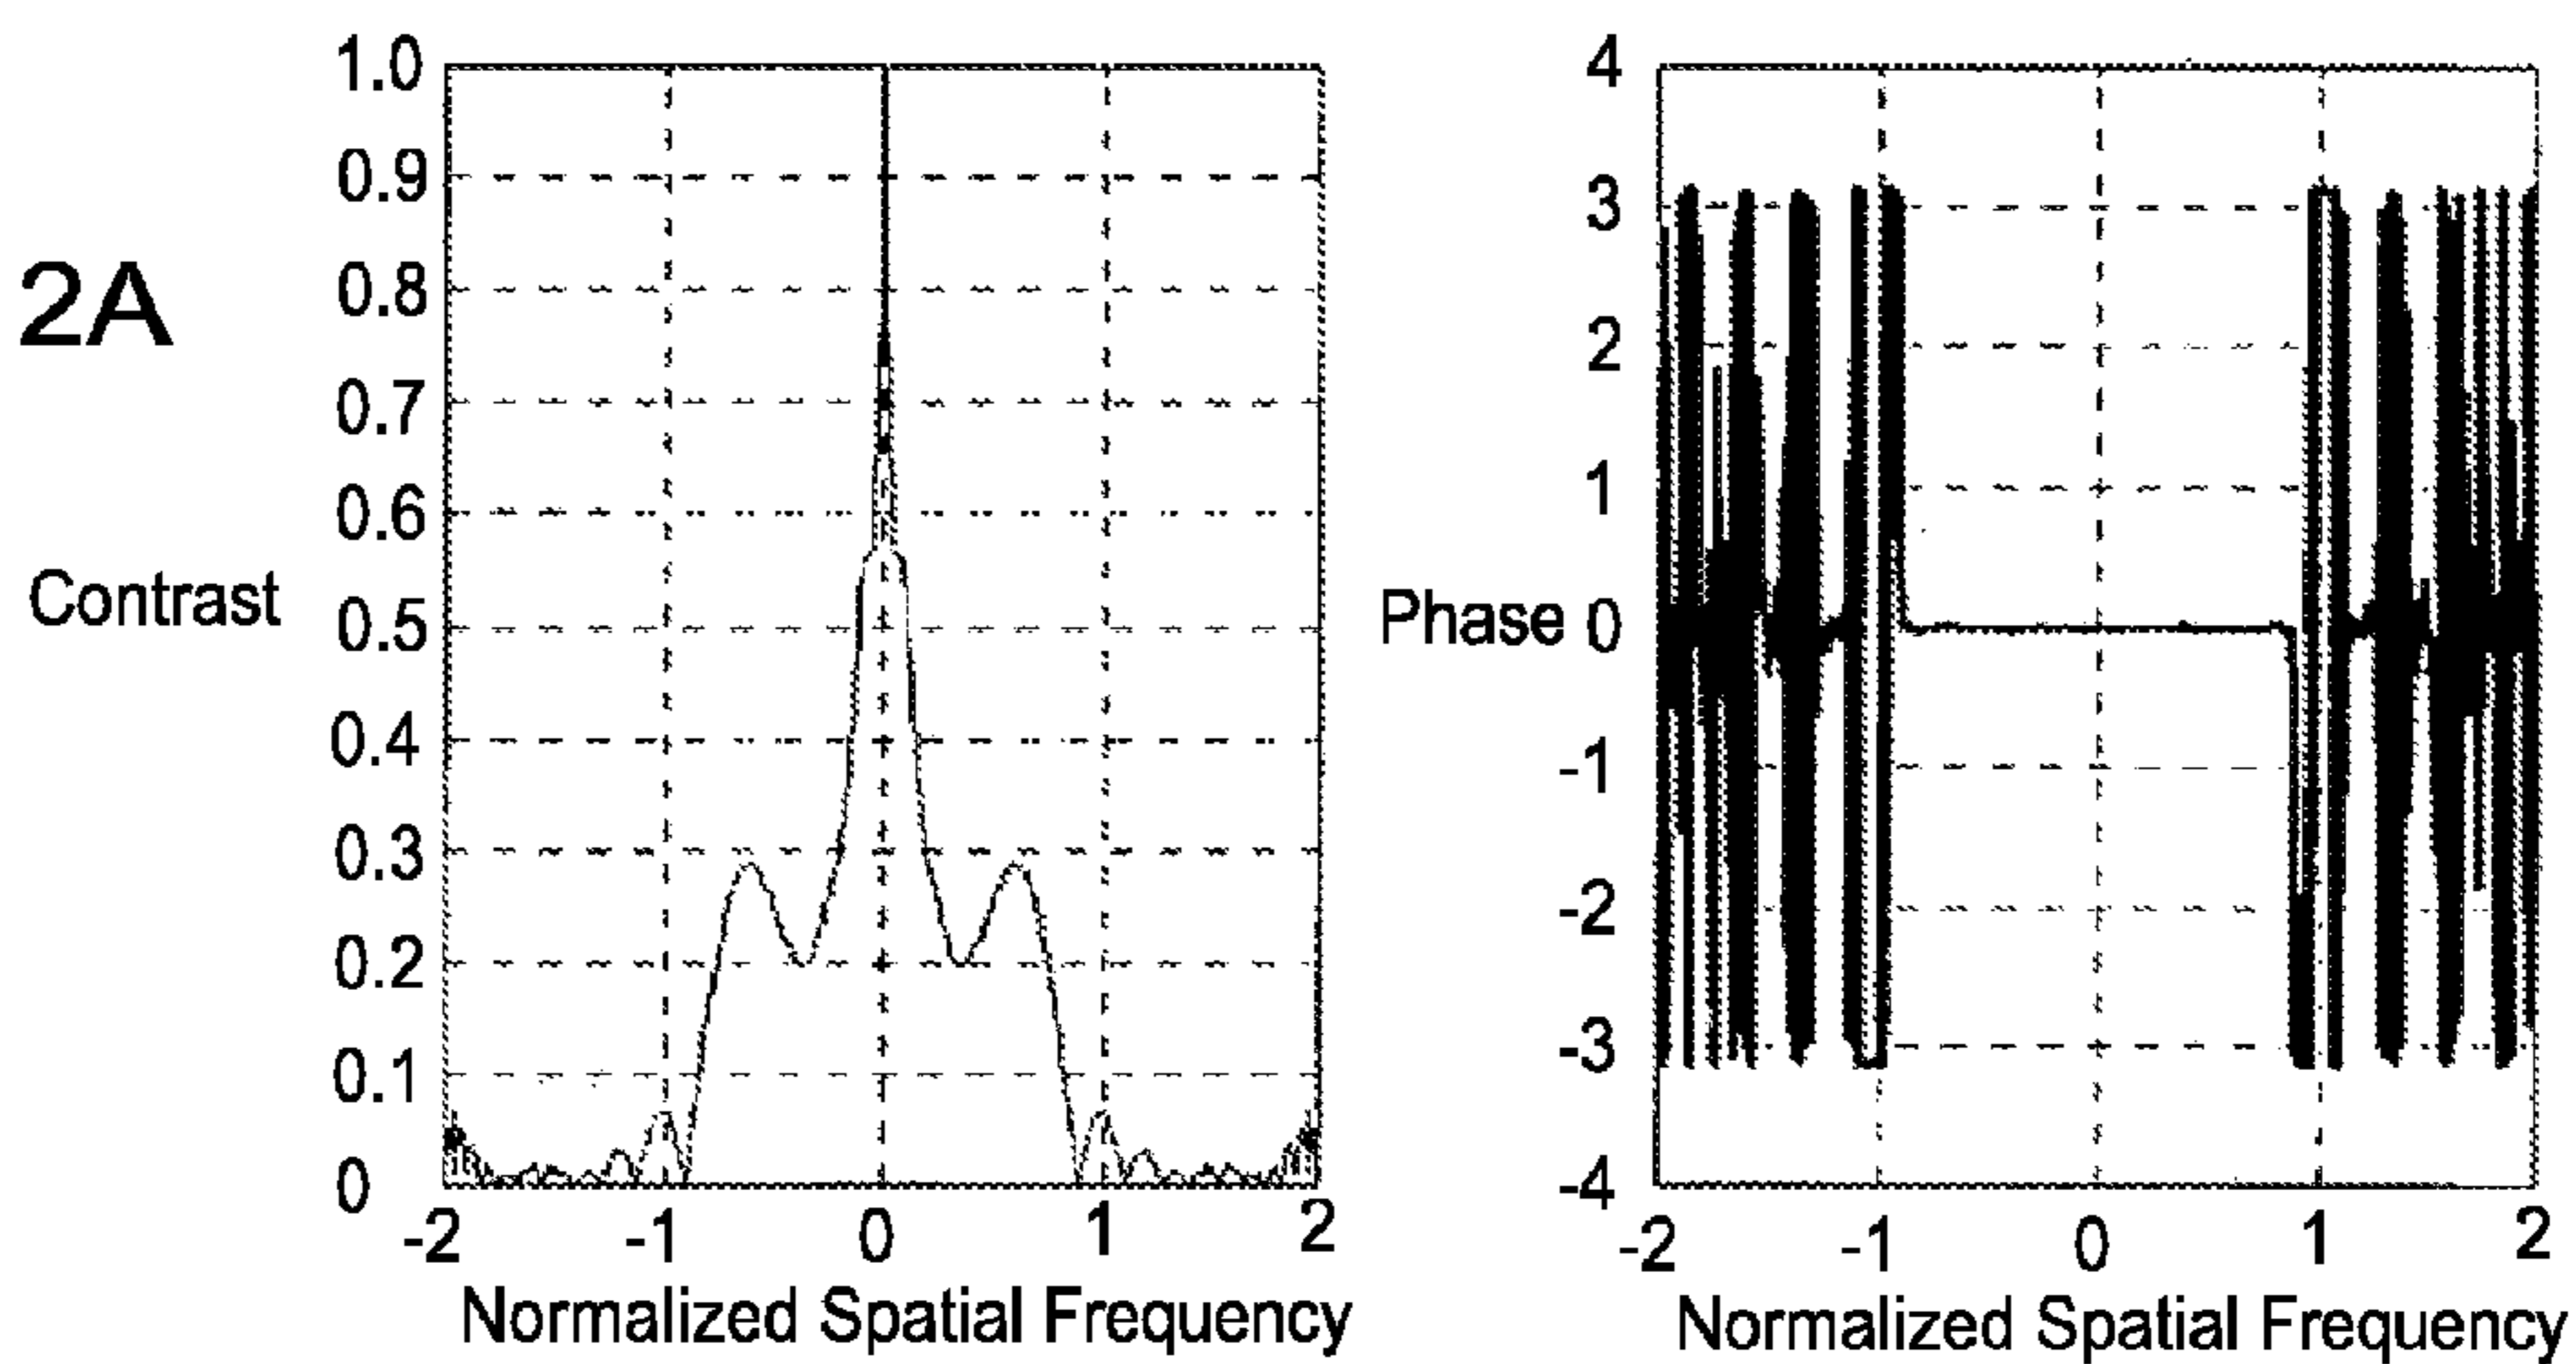 2A
Contrast
1.0
0.9
0.8
0.7
0.6
0.5
0.4
0.3
0.2
0.1
0
-2 -1 0 1 2
Normalized Spatial Frequency
Phase
4
3
2
1
0
-1
-2
-3
-4
-2 -1 0 1 2
Normalized Spatial Frequency